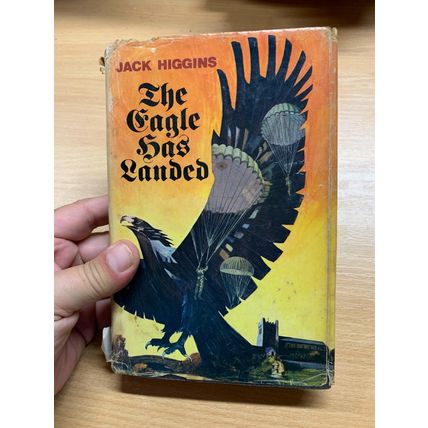 JACK HIGGINS
The
Eagle
Has
Landed